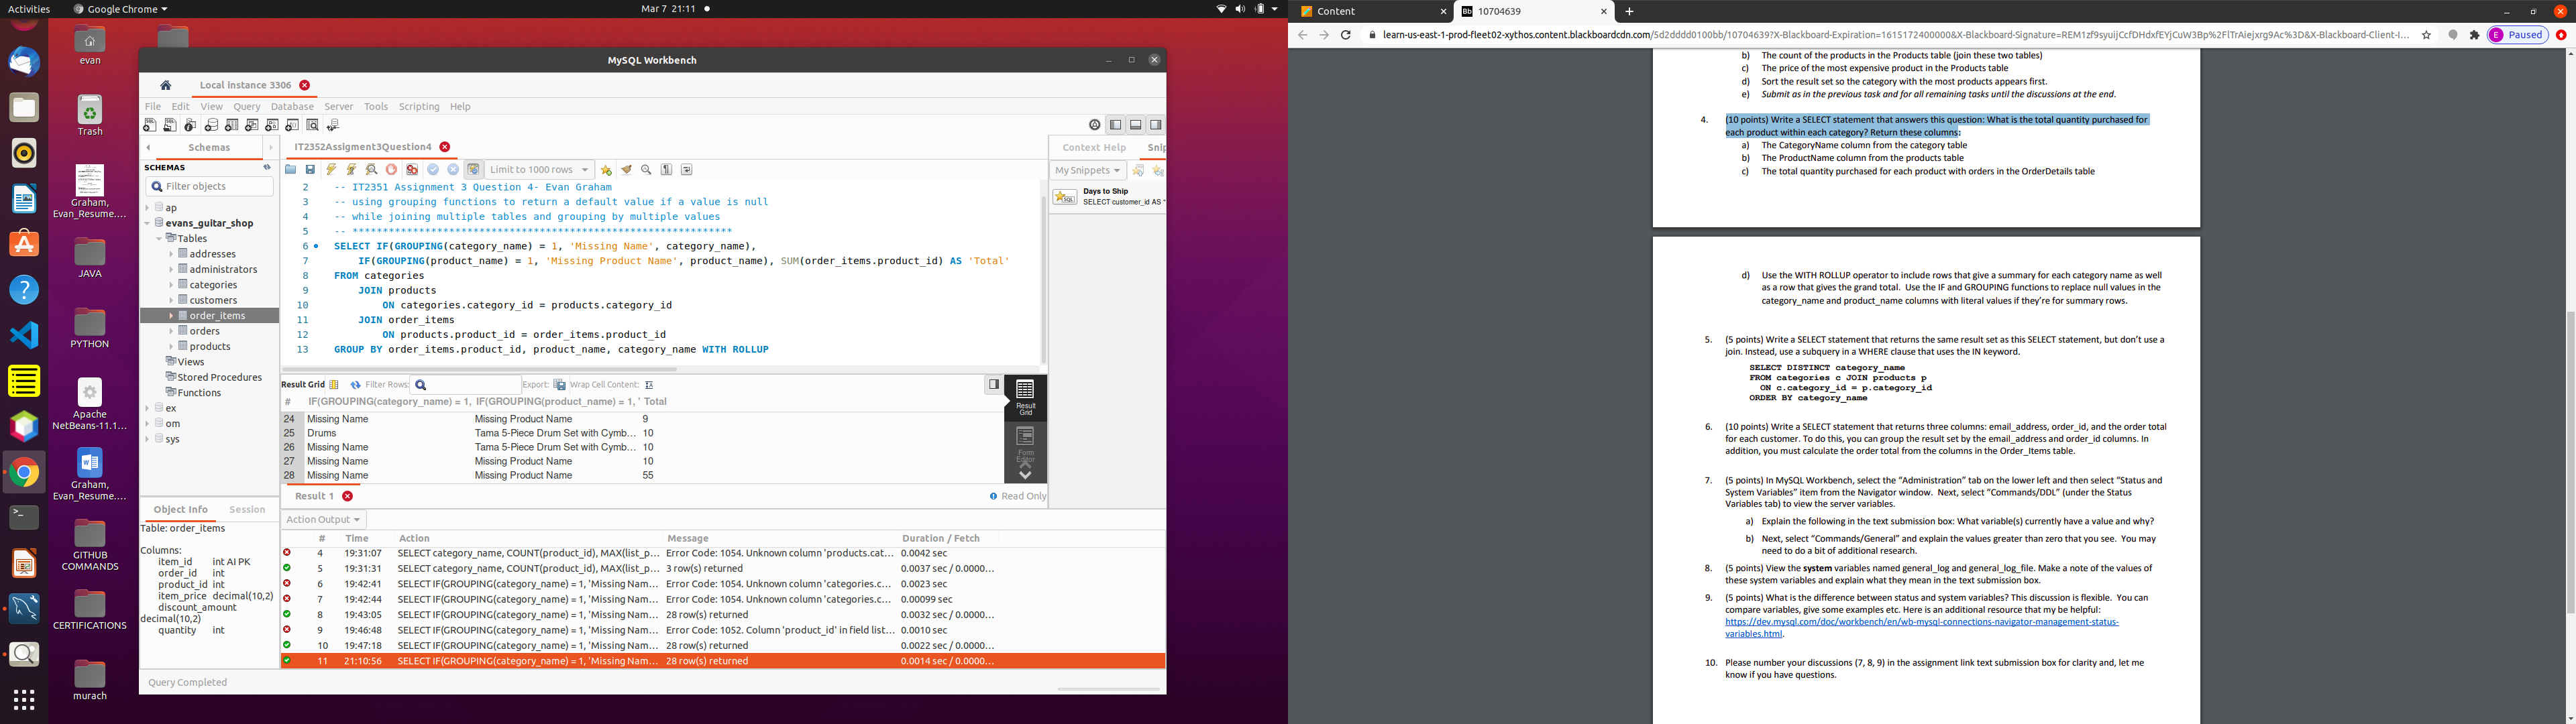 Activities
Google Chrome
Mar 7 21:11
evan
Trash
Graham,
Evan_Resume....
JAVA
PYTHON
Apache
NetBeans-11.1...
Graham,
Evan_Resume....
GITHUB
COMMANDS
CERTIFICATIONS
murach
MySQL Workbench
Local instance 3306
File Edit View Query Database Server Tools Scripting Help
Schemas
SCHEMAS
Filter objects
ap
evans_guitar_shop
Tables
addresses
administrators
categories
customers
order_items
orders
products
Views
Stored Procedures
Functions
ex
om
sys
Object Info Session
Table: order_items
Columns:
item_id int AI PK
order_id int
product_id int
item_price decimal(10,2)
discount_amount
decimal(10,2)
quantity int
Query Completed
IT2352Assigment3Question4
Limit to 1000 rows
2 -- IT2351 Assignment 3 Question 4- Evan Graham
3 -- using grouping functions to return a default value if a value is null
4 -- while joining multiple tables and grouping by multiple values
5 -- ***************************************************************
6 SELECT IF(GROUPING(category_name) = 1, 'Missing Name', category_name),
7 IF(GROUPING(product_name) = 1, 'Missing Product Name', product_name), SUM(order_items.product_id) AS 'Total'
8 FROM categories
9 JOIN products
10 ON categories.category_id = products.category_id
11 JOIN order_items
12 ON products.product_id = order_items.product_id
13 GROUP BY order_items.product_id, product_name, category_name WITH ROLLUP
Result Grid Filter Rows: Export: Wrap Cell Content:
# IF(GROUPING(category_name) = 1, IF(GROUPING(product_name) = 1, ' Total
24 Missing Name Missing Product Name 9
25 Drums Tama 5-Piece Drum Set with Cymb... 10
26 Missing Name Tama 5-Piece Drum Set with Cymb... 10
27 Missing Name Missing Product Name 10
28 Missing Name Missing Product Name 55
Result
Grid
Form
Editor
Result 1
Read Only
Action Output
# Time Action Message Duration / Fetch
4 19:31:07 SELECT category_name, COUNT(product_id), MAX(list_p... Error Code: 1054. Unknown column 'products.cat... 0.0042 sec
5 19:31:31 SELECT category_name, COUNT(product_id), MAX(list_p... 3 row(s) returned 0.0037 sec / 0.0000...
6 19:42:41 SELECT IF(GROUPING(category_name) = 1, 'Missing Nam... Error Code: 1054. Unknown column 'categories.c... 0.0023 sec
7 19:42:44 SELECT IF(GROUPING(category_name) = 1, 'Missing Nam... Error Code: 1054. Unknown column 'categories.c... 0.00099 sec
8 19:43:05 SELECT IF(GROUPING(category_name) = 1, 'Missing Nam... 28 row(s) returned 0.0032 sec / 0.0000...
9 19:46:48 SELECT IF(GROUPING(category_name) = 1, 'Missing Nam... Error Code: 1052. Column 'product_id' in field list... 0.0010 sec
10 19:47:18 SELECT IF(GROUPING(category_name) = 1, 'Missing Nam... 28 row(s) returned 0.0022 sec / 0.0000...
11 21:10:56 SELECT IF(GROUPING(category_name) = 1, 'Missing Nam... 28 row(s) returned 0.0014 sec / 0.0000...
Context Help Snip
My Snippets
Days to Ship
SELECT customer_id AS
Content
Bb 10704639
Paused
b) The count of the products in the Products table (join these two tables)
c) The price of the most expensive product in the Products table
d) Sort the result set so the category with the most products appears first.
e) Submit as in the previous task and for all remaining tasks until the discussions at the end.
4. (10 points) Write a SELECT statement that answers this question: What is the total quantity purchased for
each product within each category? Return these columns:
a) The CategoryName column from the category table
b) The ProductName column from the products table
c) The total quantity purchased for each product with orders in the OrderDetails table
d) Use the WITH ROLLUP operator to include rows that give a summary for each category name as well
as a row that gives the grand total. Use the IF and GROUPING functions to replace null values in the
category_name and product_name columns with literal values if they're for summary rows.
5. (5 points) Write a SELECT statement that returns the same result set as this SELECT statement, but don't use a
join. Instead, use a subquery in a WHERE clause that uses the IN keyword.
SELECT DISTINCT category_name
FROM categories c JOIN products p
ON c.category_id = p.category_id
ORDER BY category_name
6. (10 points) Write a SELECT statement that returns three columns: email_address, order_id, and the order total
for each customer. To do this, you can group the result set by the email_address and order_id columns. In
addition, you must calculate the order total from the columns in the Order_Items table.
7. (5 points) In MySQL Workbench, select the “Administration” tab on the lower left and then select “Status and
System Variables” item from the Navigator window. Next, select “Commands/DDL” (under the Status
Variables tab) to view the server variables.
a) Explain the following in the text submission box: What variable(s) currently have a value and why?
b) Next, select “Commands/General” and explain the values greater than zero that you see. You may
need to do a bit of additional research.
8. (5 points) View the system variables named general_log and general_log_file. Make a note of the values of
these system variables and explain what they mean in the text submission box.
9. (5 points) What is the difference between status and system variables? This discussion is flexible. You can
compare variables, give some examples etc. Here is an additional resource that my be helpful:
https://dev.mysql.com/doc/workbench/en/wb-mysql-connections-navigator-management-status-
variables.html.
10. Please number your discussions (7, 8, 9) in the assignment link text submission box for clarity and, let me
know if you have questions.